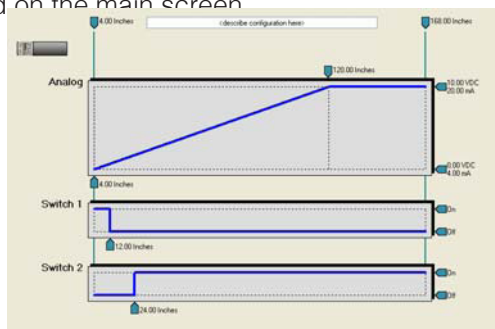 d on the main screen
4.00 Inches
<describe configuration here>
168.00 Inches
120.00 Inches
Analog
10.00 VDC
20.00 mA
0.00 VDC
4.00 mA
4.00 Inches
Switch 1
On
Off
12.00 Inches
Switch 2
On
Off
24.00 Inches